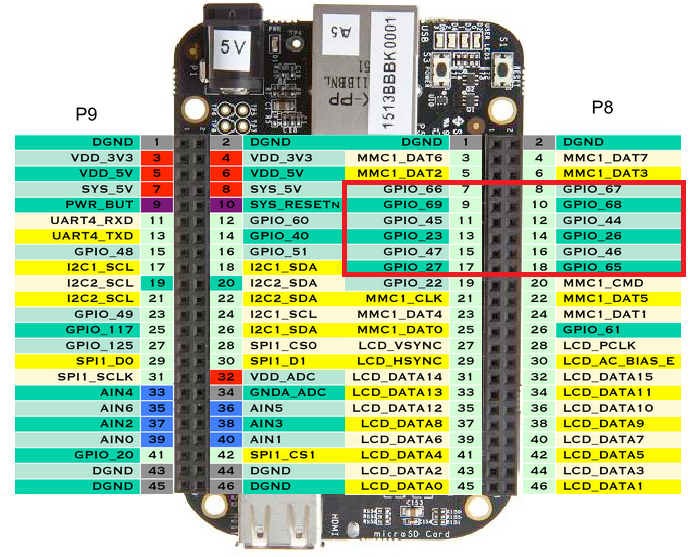 5V
A5
1513BBBK0001
P9
P8
DGND 1 2 DGND DGND 1 2 DGND
VDD_3V3 3 4 VDD_3V3 MMC1_DAT6 3 4 MMC1_DAT7
VDD_5V 5 6 VDD_5V MMC1_DAT2 5 6 MMC1_DAT3
SYS_5V 7 8 SYS_5V GPIO_66 7 8 GPIO_67
PWR_BUT 9 10 SYS_RESETN GPIO_69 9 10 GPIO_68
UART4_RXD 11 12 GPIO_60 GPIO_45 11 12 GPIO_44
UART4_TXD 13 14 GPIO_40 GPIO_23 13 14 GPIO_26
GPIO_48 15 16 GPIO_51 GPIO_47 15 16 GPIO_46
I2C1_SCL 17 18 I2C1_SDA GPIO_27 17 18 GPIO_65
I2C2_SCL 19 20 I2C2_SDA GPIO_22 19 20 MMC1_CMD
I2C2_SCL 21 22 I2C2_SDA MMC1_CLK 21 22 MMC1_DAT5
GPIO_49 23 24 I2C1_SCL MMC1_DAT4 23 24 MMC1_DAT1
GPIO_117 25 26 I2C1_SDA MMC1_DAT0 25 26 GPIO_61
GPIO_125 27 28 SPI1_CS0 LCD_VSYNC 27 28 LCD_PCLK
SPI1_D0 29 30 SPI1_D1 LCD_HSYNC 29 30 LCD_AC_BIAS_E
SPI1_SCLK 31 32 VDD_ADC LCD_DATA14 31 32 LCD_DATA15
AIN4 33 34 GNDA_ADC LCD_DATA13 33 34 LCD_DATA11
AIN6 35 36 AIN5 LCD_DATA12 35 36 LCD_DATA10
AIN2 37 38 AIN3 LCD_DATA8 37 38 LCD_DATA9
AIN0 39 40 AIN1 LCD_DATA6 39 40 LCD_DATA7
GPIO_20 41 42 SPI1_CS1 LCD_DATA4 41 42 LCD_DATA5
DGND 43 44 DGND LCD_DATA2 43 44 LCD_DATA3
DGND 45 46 DGND LCD_DATA0 45 46 LCD_DATA1
HDMI
microSD Card